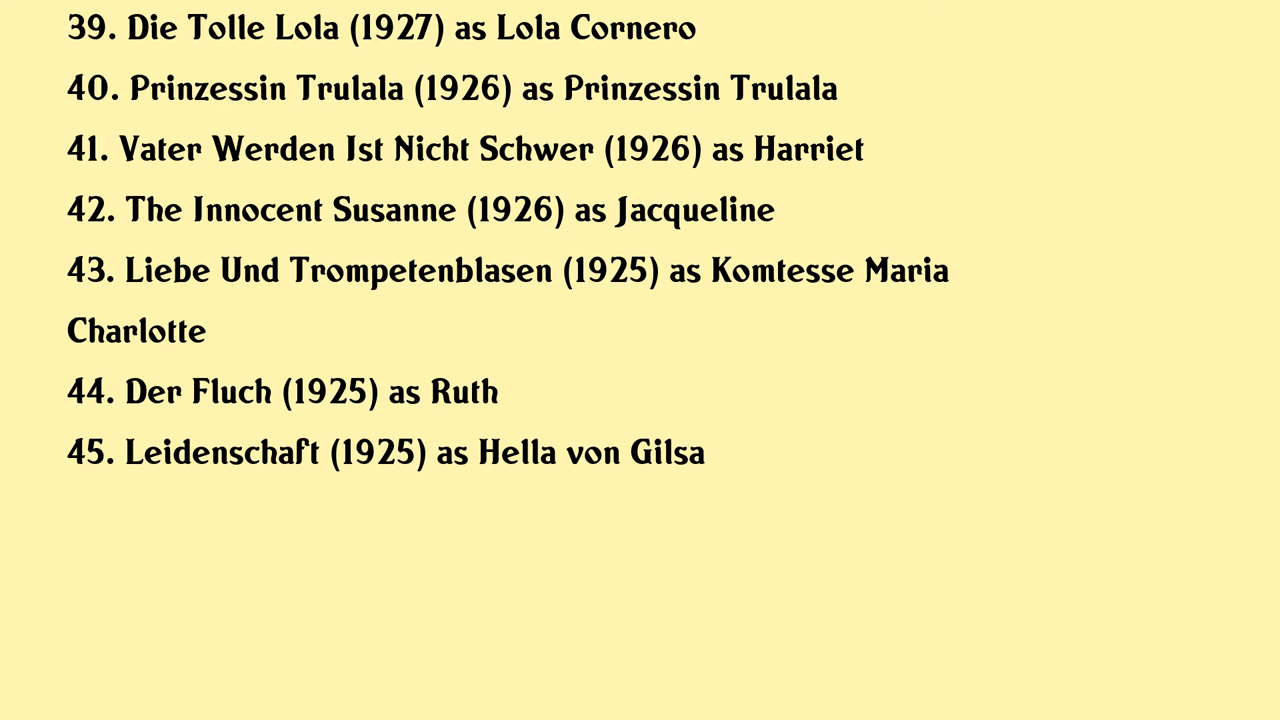 39. Die Tolle Lola (1927) as Lola Cornero
40. Prinzessin Trulala (1926) as Prinzessin Trulala
41. Vater Werden Ist Nicht Schwer (1926) as Harriet
42. The Innocent Susanne (1926) as Jacqueline
43. Liebe Und Trompetenblasen (1925) as Komtesse Maria
Charlotte
44. Der Fluch (1925) as Ruth
45. Leidenschaft (1925) as Hella von Gilsa